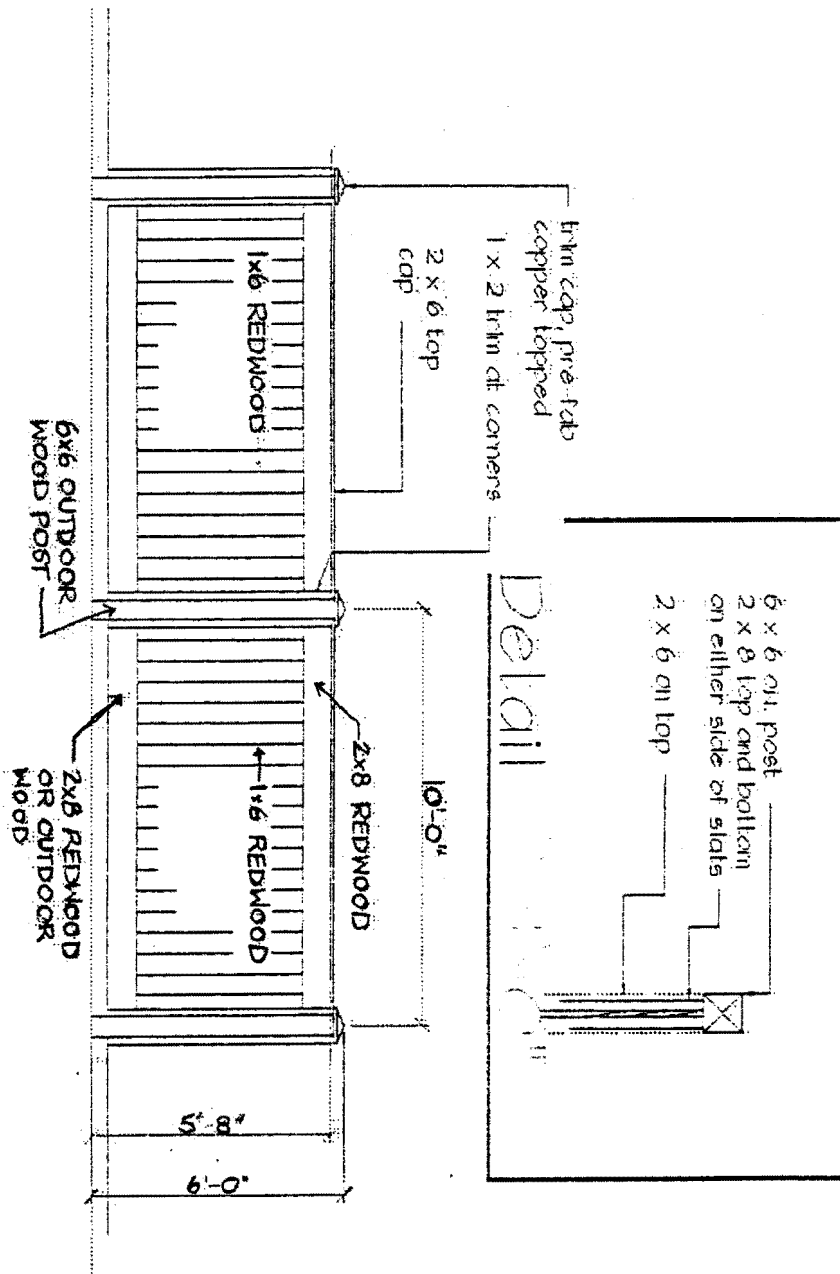 trim cap, pre-fab
copper topped
1 x 2 trim at corners
2 x 6 top
cap
1x6 REDWOOD
6x6 OUTDOOR
WOOD POST
Detail
6 x 6 o.w. post
2 x 8 top and bottom
on either side of slats
2 x 6 on top
10'-0"
2x8 REDWOOD
1x6 REDWOOD
2x8 REDWOOD
OR OUTDOOR
WOOD
5'-8"
6'-0"